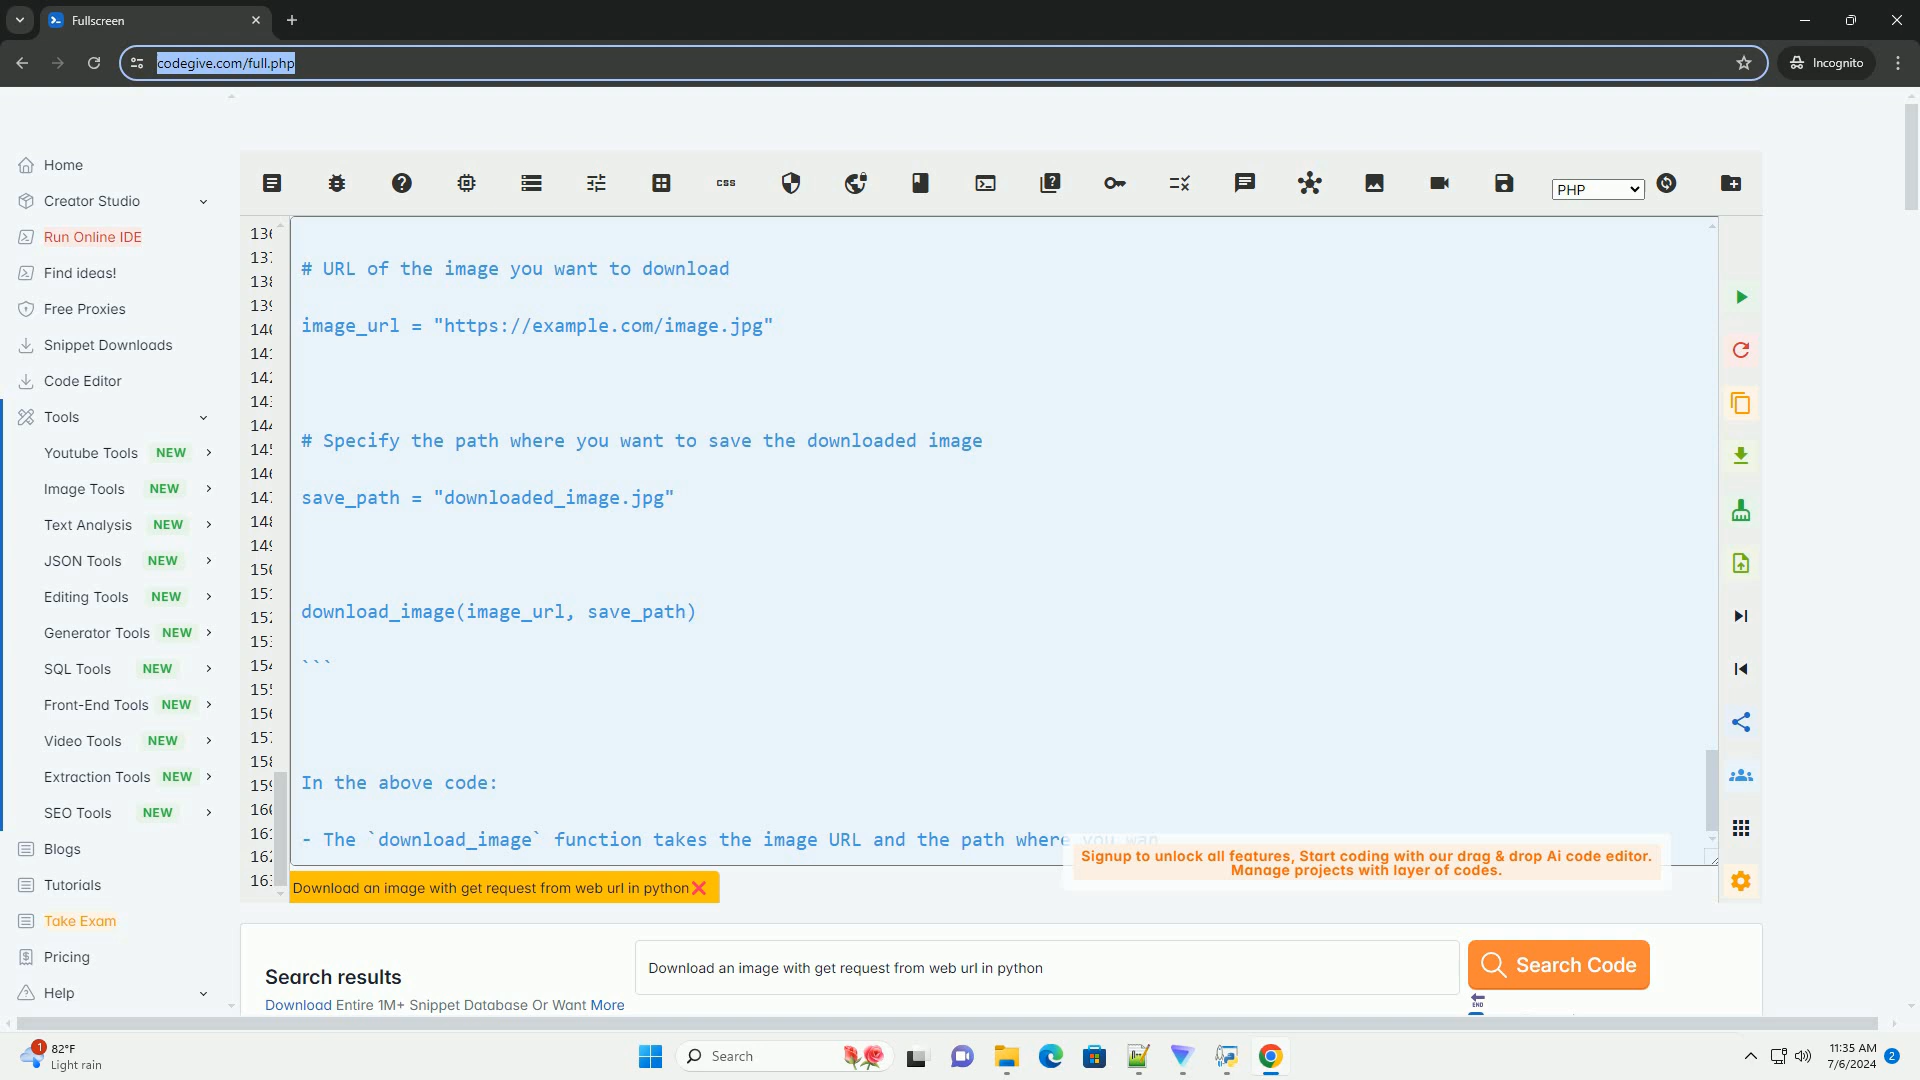 Fullscreen
codegive.com/full.php
Incognito
Home
Creator Studio
Run Online IDE
Find ideas!
Free Proxies
Snippet Downloads
Code Editor
Tools
Youtube Tools NEW
Image Tools NEW
Text Analysis NEW
JSON Tools NEW
Editing Tools NEW
Generator Tools NEW
SQL Tools NEW
Front-End Tools NEW
Video Tools NEW
Extraction Tools NEW
SEO Tools NEW
Blogs
Tutorials
Take Exam
Pricing
Help
css
PHP
# URL of the image you want to download
image_url = "https://example.com/image.jpg"
# Specify the path where you want to save the downloaded image
save_path = "downloaded_image.jpg"
download_image(image_url, save_path)
```
In the above code:
- The `download_image` function takes the image URL and the path where you wan
Signup to unlock all features, Start coding with our drag & drop Ai code editor.
Manage projects with layer of codes.
Download an image with get request from web url in python
Search results
Download Entire 1M+ Snippet Database Or Want More
Download an image with get request from web url in python
Search Code
END
1
82°F
Light rain
Search
11:35 AM
7/6/2024
2